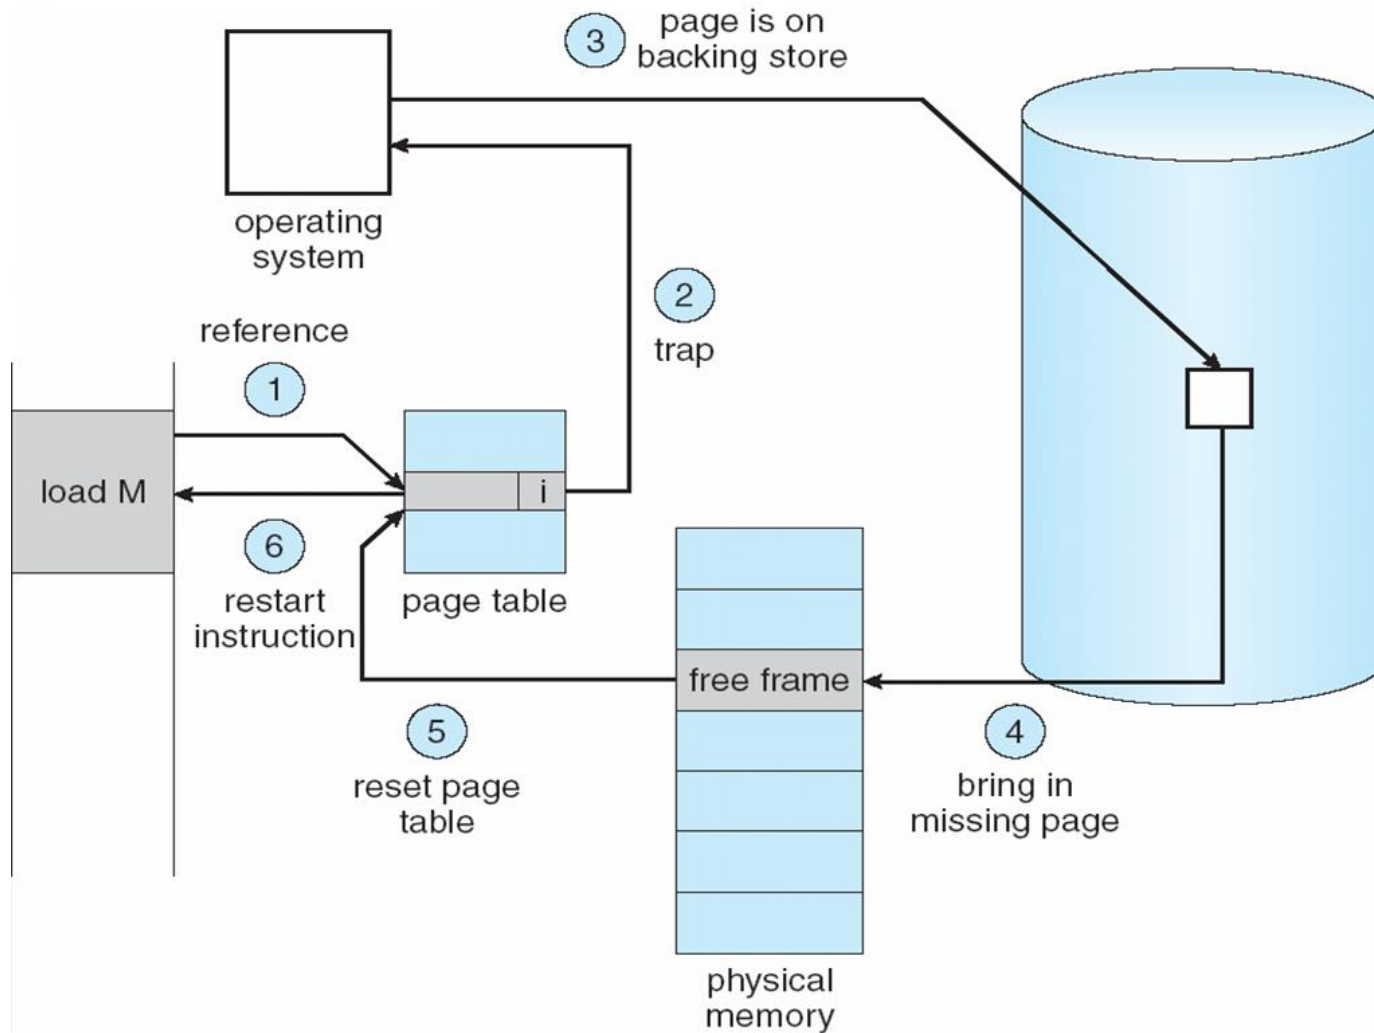 3
page is on
backing store
operating
system
2
trap
reference
1
load M
i
6
restart
instruction
page table
free frame
5
reset page
table
4
bring in
missing page
physical
memory